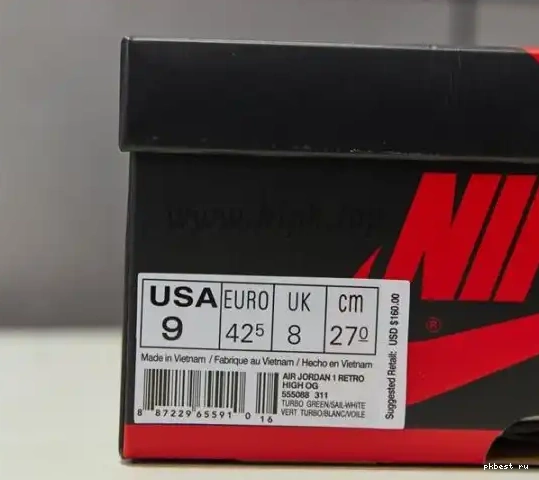 NIK
®
USA EURO UK cm
9 42⁵ 8 27⁰
Made in Vietnam / Fabrique au Vietnam / Hecho en Vietnam
AIR JORDAN 1 RETRO
HIGH OG
555088 311
TURBO GREEN/SAIL-WHITE
VERT TURBO/BLANC/VOILE
8 87229 65591 0 16
Suggested Retail: USD $160.00
pkbest ru